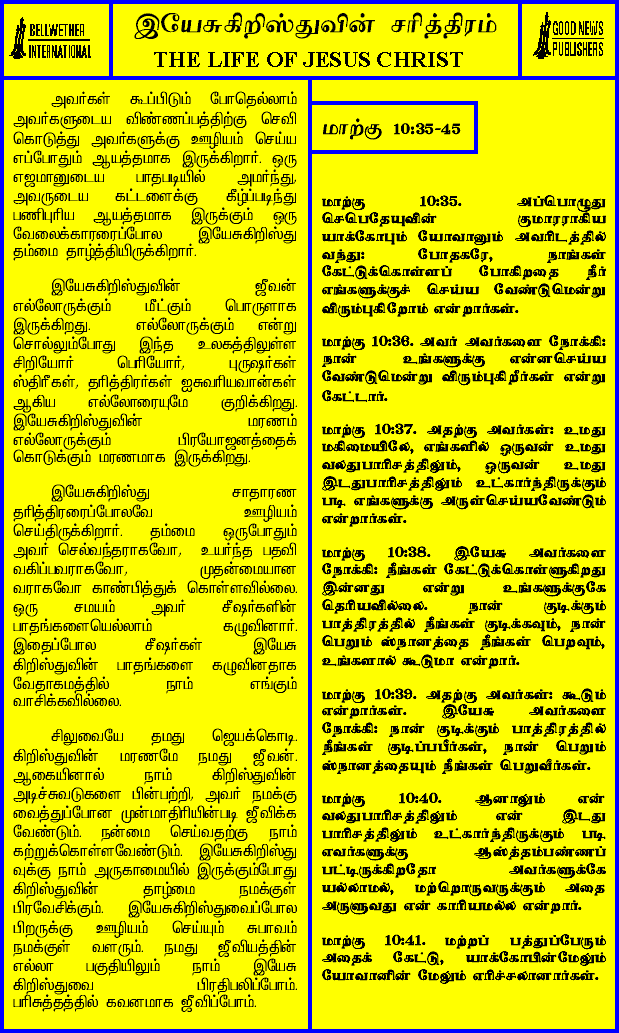 BELLWETHER
INTERNATIONAL
இயேசுகிறிஸ்துவின் சரித்திரம்
THE LIFE OF JESUS CHRIST
GOOD NEWS
PUBLISHERS
அவர்கள் கூப்பிடும் போதெல்லாம்
அவர்களுடைய விண்ணப்பத்திற்கு செவி
கொடுத்து அவர்களுக்கு ஊழியம் செய்ய
எப்போதும் ஆயத்தமாக இருக்கிறார். ஒரு
எஜமானுடைய பாதபடியில் அமர்ந்து,
அவருடைய கட்டளைக்கு கீழ்ப்படிந்து
பணிபுரிய ஆயத்தமாக இருக்கும் ஒரு
வேலைக்காரரைப்போல இயேசுகிறிஸ்து
தம்மை தாழ்த்தியிருக்கிறார்.
இயேசுகிறிஸ்துவின் ஜீவன்
எல்லோருக்கும் மீட்கும் பொருளாக
இருக்கிறது. எல்லோருக்கும் என்று
சொல்லும்போது இந்த உலகத்திலுள்ள
சிறியோர் பெரியோர், புருஷர்கள்
ஸ்திரீகள், தரித்திரர்கள் ஐசுவரியவான்கள்
ஆகிய எல்லோரையுமே குறிக்கிறது.
இயேசுகிறிஸ்துவின் மரணம்
எல்லோருக்கும் பிரயோஜனத்தைக்
கொடுக்கும் மரணமாக இருக்கிறது.
இயேசுகிறிஸ்து சாதாரண
தரித்திரரைப்போலவே ஊழியம்
செய்திருக்கிறார். தம்மை ஒருபோதும்
அவர் செல்வந்தராகவோ, உயர்ந்த பதவி
வகிப்பவராகவோ, முதன்மையான
வராகவோ காண்பித்துக் கொள்ளவில்லை.
ஒரு சமயம் அவர் சீஷர்களின்
பாதங்களையெல்லாம் கழுவினார்.
இதைப்போல சீஷர்கள் இயேசு
கிறிஸ்துவின் பாதங்களை கழுவினதாக
வேதாகமத்தில் நாம் எங்கும்
வாசிக்கவில்லை.
சிலுவையே தமது ஜெயக்கொடி.
கிறிஸ்துவின் மரணமே நமது ஜீவன்.
ஆகையினால் நாம் கிறிஸ்துவின்
அடிச்சுவடுகளை பின்பற்றி, அவர் நமக்கு
வைத்துப்போன முன்மாதிரியின்படி ஜீவிக்க
வேண்டும். நன்மை செய்வதற்கு நாம்
கற்றுக்கொள்ளவேண்டும். இயேசுகிறிஸ்து
வுக்கு நாம் அருகாமையில் இருக்கும்போது
கிறிஸ்துவின் தாழ்மை நமக்குள்
பிரவேசிக்கும். இயேசுகிறிஸ்துவைப்போல
பிறருக்கு ஊழியம் செய்யும் சுபாவம்
நமக்குள் வளரும். நமது ஜீவியத்தின்
எல்லா பகுதியிலும் நாம் இயேசு
கிறிஸ்துவை பிரதிபலிப்போம்.
பரிசுத்தத்தில் கவனமாக ஜீவிப்போம்.
மாற்கு 10:35-45
மாற்கு 10:35. அப்பொழுது
செபெதேயுவின் குமாரராகிய
யாக்கோபும் யோவானும் அவரிடத்தில்
வந்து: போதகரே, நாங்கள்
கேட்டுக்கொள்ளப் போகிறதை நீர்
எங்களுக்குச் செய்ய வேண்டுமென்று
விரும்புகிறோம் என்றார்கள்.
மாற்கு 10:36. அவர் அவர்களை நோக்கி:
நான் உங்களுக்கு என்னசெய்ய
வேண்டுமென்று விரும்புகிறீர்கள் என்று
கேட்டார்.
மாற்கு 10:37. அதற்கு அவர்கள்: உமது
மகிமையிலே, எங்களில் ஒருவன் உமது
வலதுபாரிசத்திலும், ஒருவன் உமது
இடதுபாரிசத்திலும் உட்கார்ந்திருக்கும்
படி எங்களுக்கு அருள்செய்யவேண்டும்
என்றார்கள்.
மாற்கு 10:38. இயேசு அவர்களை
நோக்கி: நீங்கள் கேட்டுக்கொள்ளுகிறது
இன்னது என்று உங்களுக்குகே
தெரியவில்லை. நான் குடிக்கும்
பாத்திரத்தில் நீங்கள் குடிக்கவும், நான்
பெறும் ஸ்நானத்தை நீங்கள் பெறவும்,
உங்களால் கூடுமா என்றார்.
மாற்கு 10:39. அதற்கு அவர்கள்: கூடும்
என்றார்கள். இயேசு அவர்களை
நோக்கி: நான் குடிக்கும் பாத்திரத்தில்
நீங்கள் குடிப்பபீர்கள், நான் பெறும்
ஸ்நானத்தையும் நீங்கள் பெறுவீர்கள்.
மாற்கு 10:40. ஆனாலும் என்
வலதுபாரிசத்திலும் என் இடது
பாரிசத்திலும் உட்கார்ந்திருக்கும் படி
எவர்களுக்கு ஆஸ்த்தம்பண்ணப்
பட்டிருக்கிறதோ அவர்களுக்கே
யல்லாமல், மற்றொருவருக்கும் அதை
அருளுவது என் காரியமல்ல என்றார்.
மாற்கு 10:41. மற்றப் பத்துப்பேரும்
அதைக் கேட்டு, யாக்கோபின்மேலும்
யோவானின் மேலும் எரிச்சலானார்கள்.